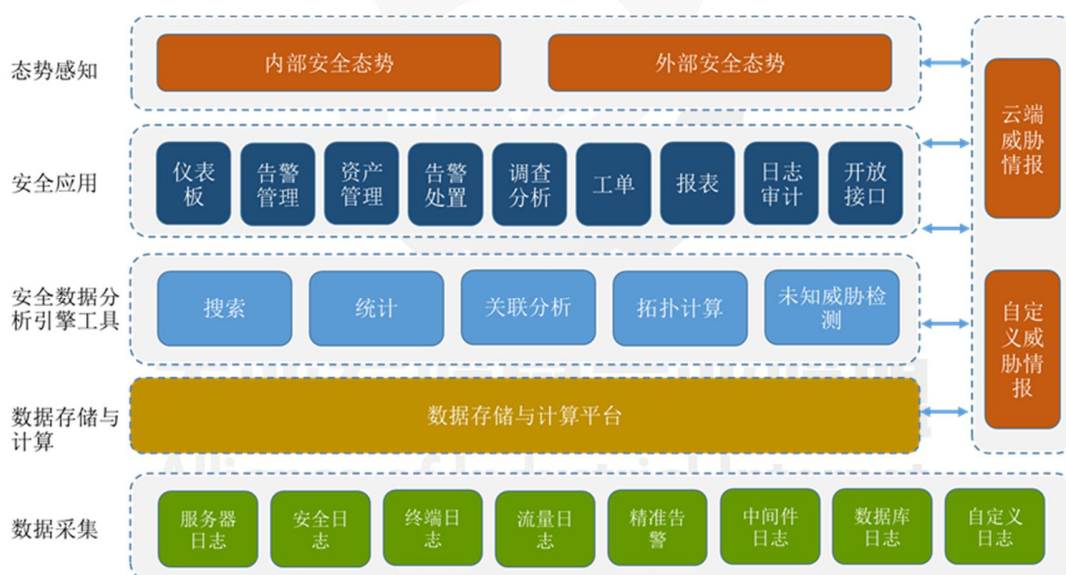 态势感知
内部安全态势
外部安全态势
安全应用
仪表
板
告警
管理
资产
管理
告警
处置
调查
分析
工单
报表
日志
审计
开放
接口
安全数据分
析引擎工具
搜索
统计
关联分析
拓扑计算
未知威胁检
测
数据存储与
计算
数据存储与计算平台
数据采集
服务器
日志
安全日
志
终端日
志
流量日
志
精准告
警
中间件
日志
数据库
日志
自定义
日志
云端
威胁
情报
自定
义威
胁情
报
Alliance of Industrial Internet